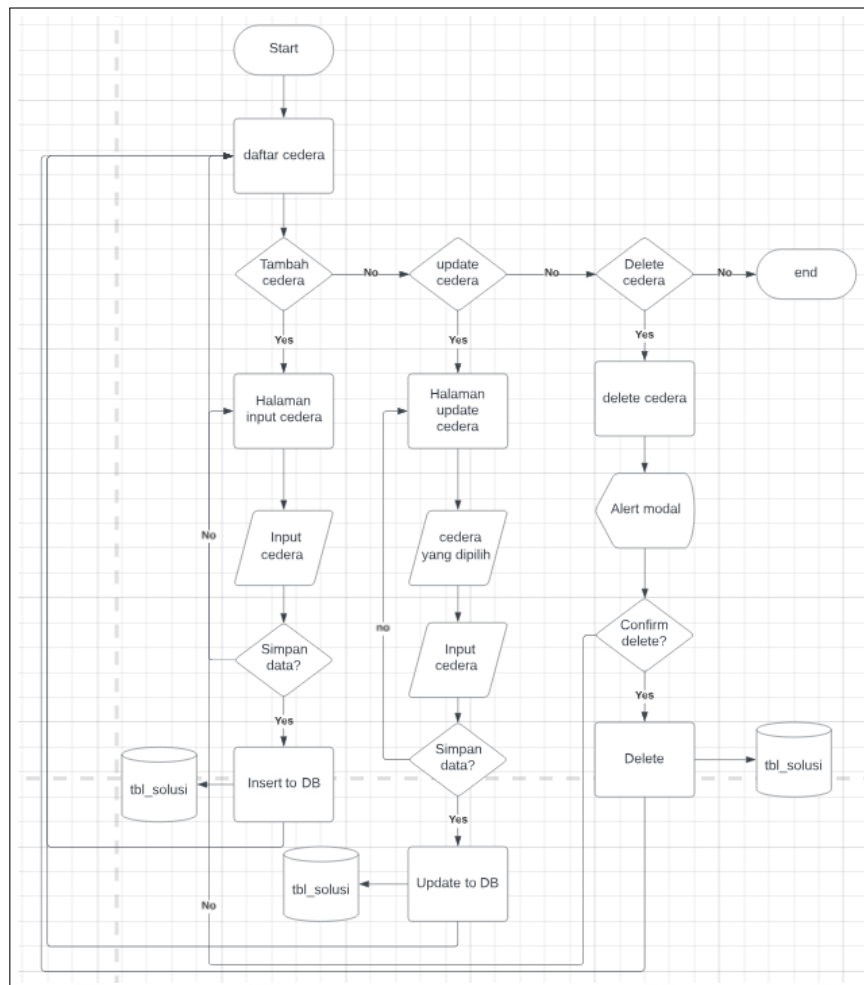 Start
daftar cedera
Tambah
cedera
No
update
cedera
No
Delete
cedera
No
end
Yes
Yes
Yes
Halaman
input cedera
Halaman
update
cedera
delete cedera
No
Input
cedera
cedera
yang dipilih
Alert modal
no
Simpan
data?
Input
cedera
Confirm
delete?
Yes
Yes
tbl_solusi
Insert to DB
Simpan
data?
Delete
tbl_solusi
Yes
tbl_solusi
Update to DB
No